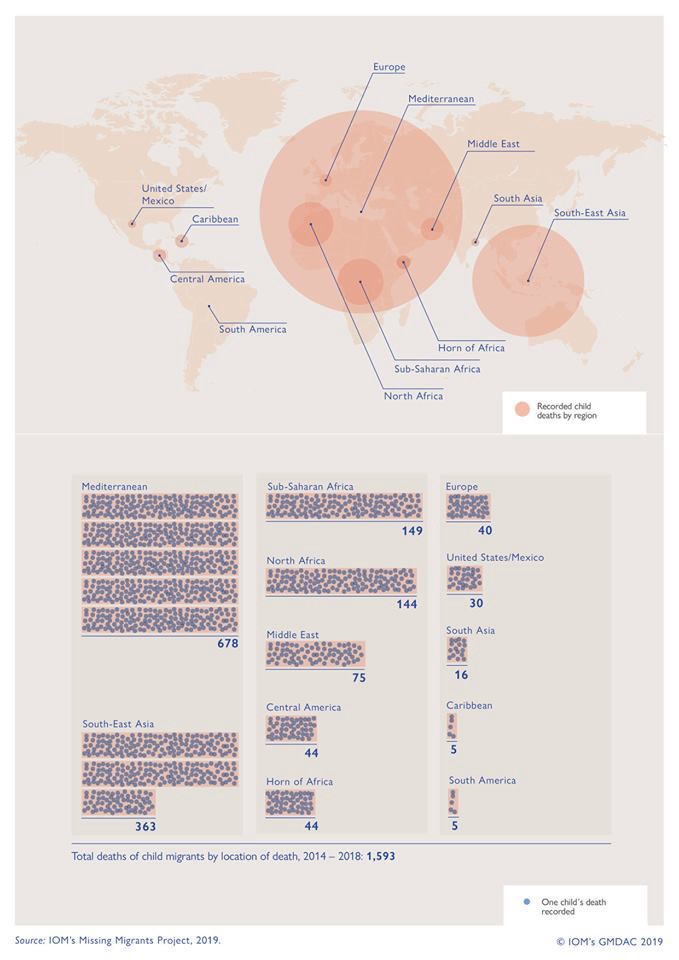 Europe
Mediterranean
Middle East
South Asia
South-East Asia
United States/
Mexico
Caribbean
Central America
South America
Horn of Africa
Sub-Saharan Africa
North Africa
Recorded child
deaths by region
Mediterranean
678
South-East Asia
363
Sub-Saharan Africa
149
North Africa
144
Middle East
75
Central America
44
Horn of Africa
44
Europe
40
United States/Mexico
30
South Asia
16
Caribbean
5
South America
5
Total deaths of child migrants by location of death, 2014 – 2018: 1,593
One child´s death
recorded
Source: IOM’s Missing Migrants Project, 2019.
© IOM’s GMDAC 2019